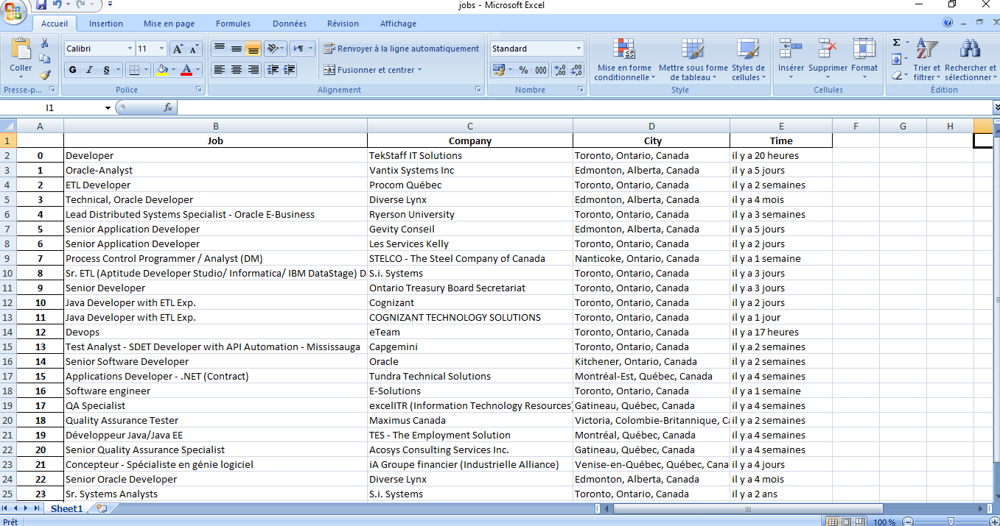 jobs - Microsoft Excel
Accueil Insertion Mise en page Formules Données Révision Affichage
Coller
Calibri 11
G I S
Renvoyer à la ligne automatiquement
Fusionner et centrer
Standard
% 000
Mise en forme conditionnelle
Mettre sous forme de tableau
Styles de cellules
Insérer Supprimer Format
Σ
Trier et filtrer
Rechercher et sélectionner
Presse-p... Police Alignement Nombre Style Cellules Édition
I1 fx
A B C D E F G H
1 Job Company City Time
2 0 Developer TekStaff IT Solutions Toronto, Ontario, Canada il y a 20 heures
3 1 Oracle-Analyst Vantix Systems Inc Edmonton, Alberta, Canada il y a 5 jours
4 2 ETL Developer Procom Québec Toronto, Ontario, Canada il y a 2 semaines
5 3 Technical, Oracle Developer Diverse Lynx Edmonton, Alberta, Canada il y a 4 mois
6 4 Lead Distributed Systems Specialist - Oracle E-Business Ryerson University Toronto, Ontario, Canada il y a 3 semaines
7 5 Senior Application Developer Gevity Conseil Edmonton, Alberta, Canada il y a 5 jours
8 6 Senior Application Developer Les Services Kelly Toronto, Ontario, Canada il y a 2 jours
9 7 Process Control Programmer / Analyst (DM) STELCO - The Steel Company of Canada Nanticoke, Ontario, Canada il y a 1 semaine
10 8 Sr. ETL (Aptitude Developer Studio/ Informatica/ IBM DataStage) D S.i. Systems Toronto, Ontario, Canada il y a 3 jours
11 9 Senior Developer Ontario Treasury Board Secretariat Toronto, Ontario, Canada il y a 3 jours
12 10 Java Developer with ETL Exp. Cognizant Toronto, Ontario, Canada il y a 2 jours
13 11 Java Developer with ETL Exp. COGNIZANT TECHNOLOGY SOLUTIONS Toronto, Ontario, Canada il y a 1 jour
14 12 Devops eTeam Toronto, Ontario, Canada il y a 17 heures
15 13 Test Analyst - SDET Developer with API Automation - Mississauga Capgemini Toronto, Ontario, Canada il y a 2 semaines
16 14 Senior Software Developer Oracle Kitchener, Ontario, Canada il y a 2 semaines
17 15 Applications Developer - .NET (Contract) Tundra Technical Solutions Montréal-Est, Québec, Canada il y a 4 semaines
18 16 Software engineer E-Solutions Toronto, Ontario, Canada il y a 1 semaine
19 17 QA Specialist excelITR (Information Technology Resources) Gatineau, Québec, Canada il y a 4 semaines
20 18 Quality Assurance Tester Maximus Canada Victoria, Colombie-Britannique, Ca il y a 2 semaines
21 19 Développeur Java/Java EE TES - The Employment Solution Montréal, Québec, Canada il y a 4 semaines
22 20 Senior Quality Assurance Specialist Acosys Consulting Services Inc. Gatineau, Québec, Canada il y a 4 semaines
23 21 Concepteur - Spécialiste en génie logiciel iA Groupe financier (Industrielle Alliance) Venise-en-Québec, Québec, Cana il y a 4 jours
24 22 Senior Oracle Developer Diverse Lynx Edmonton, Alberta, Canada il y a 4 mois
25 23 Sr. Systems Analysts S.i. Systems Toronto, Ontario, Canada il y a 2 ans
Sheet1
Prêt 100 %